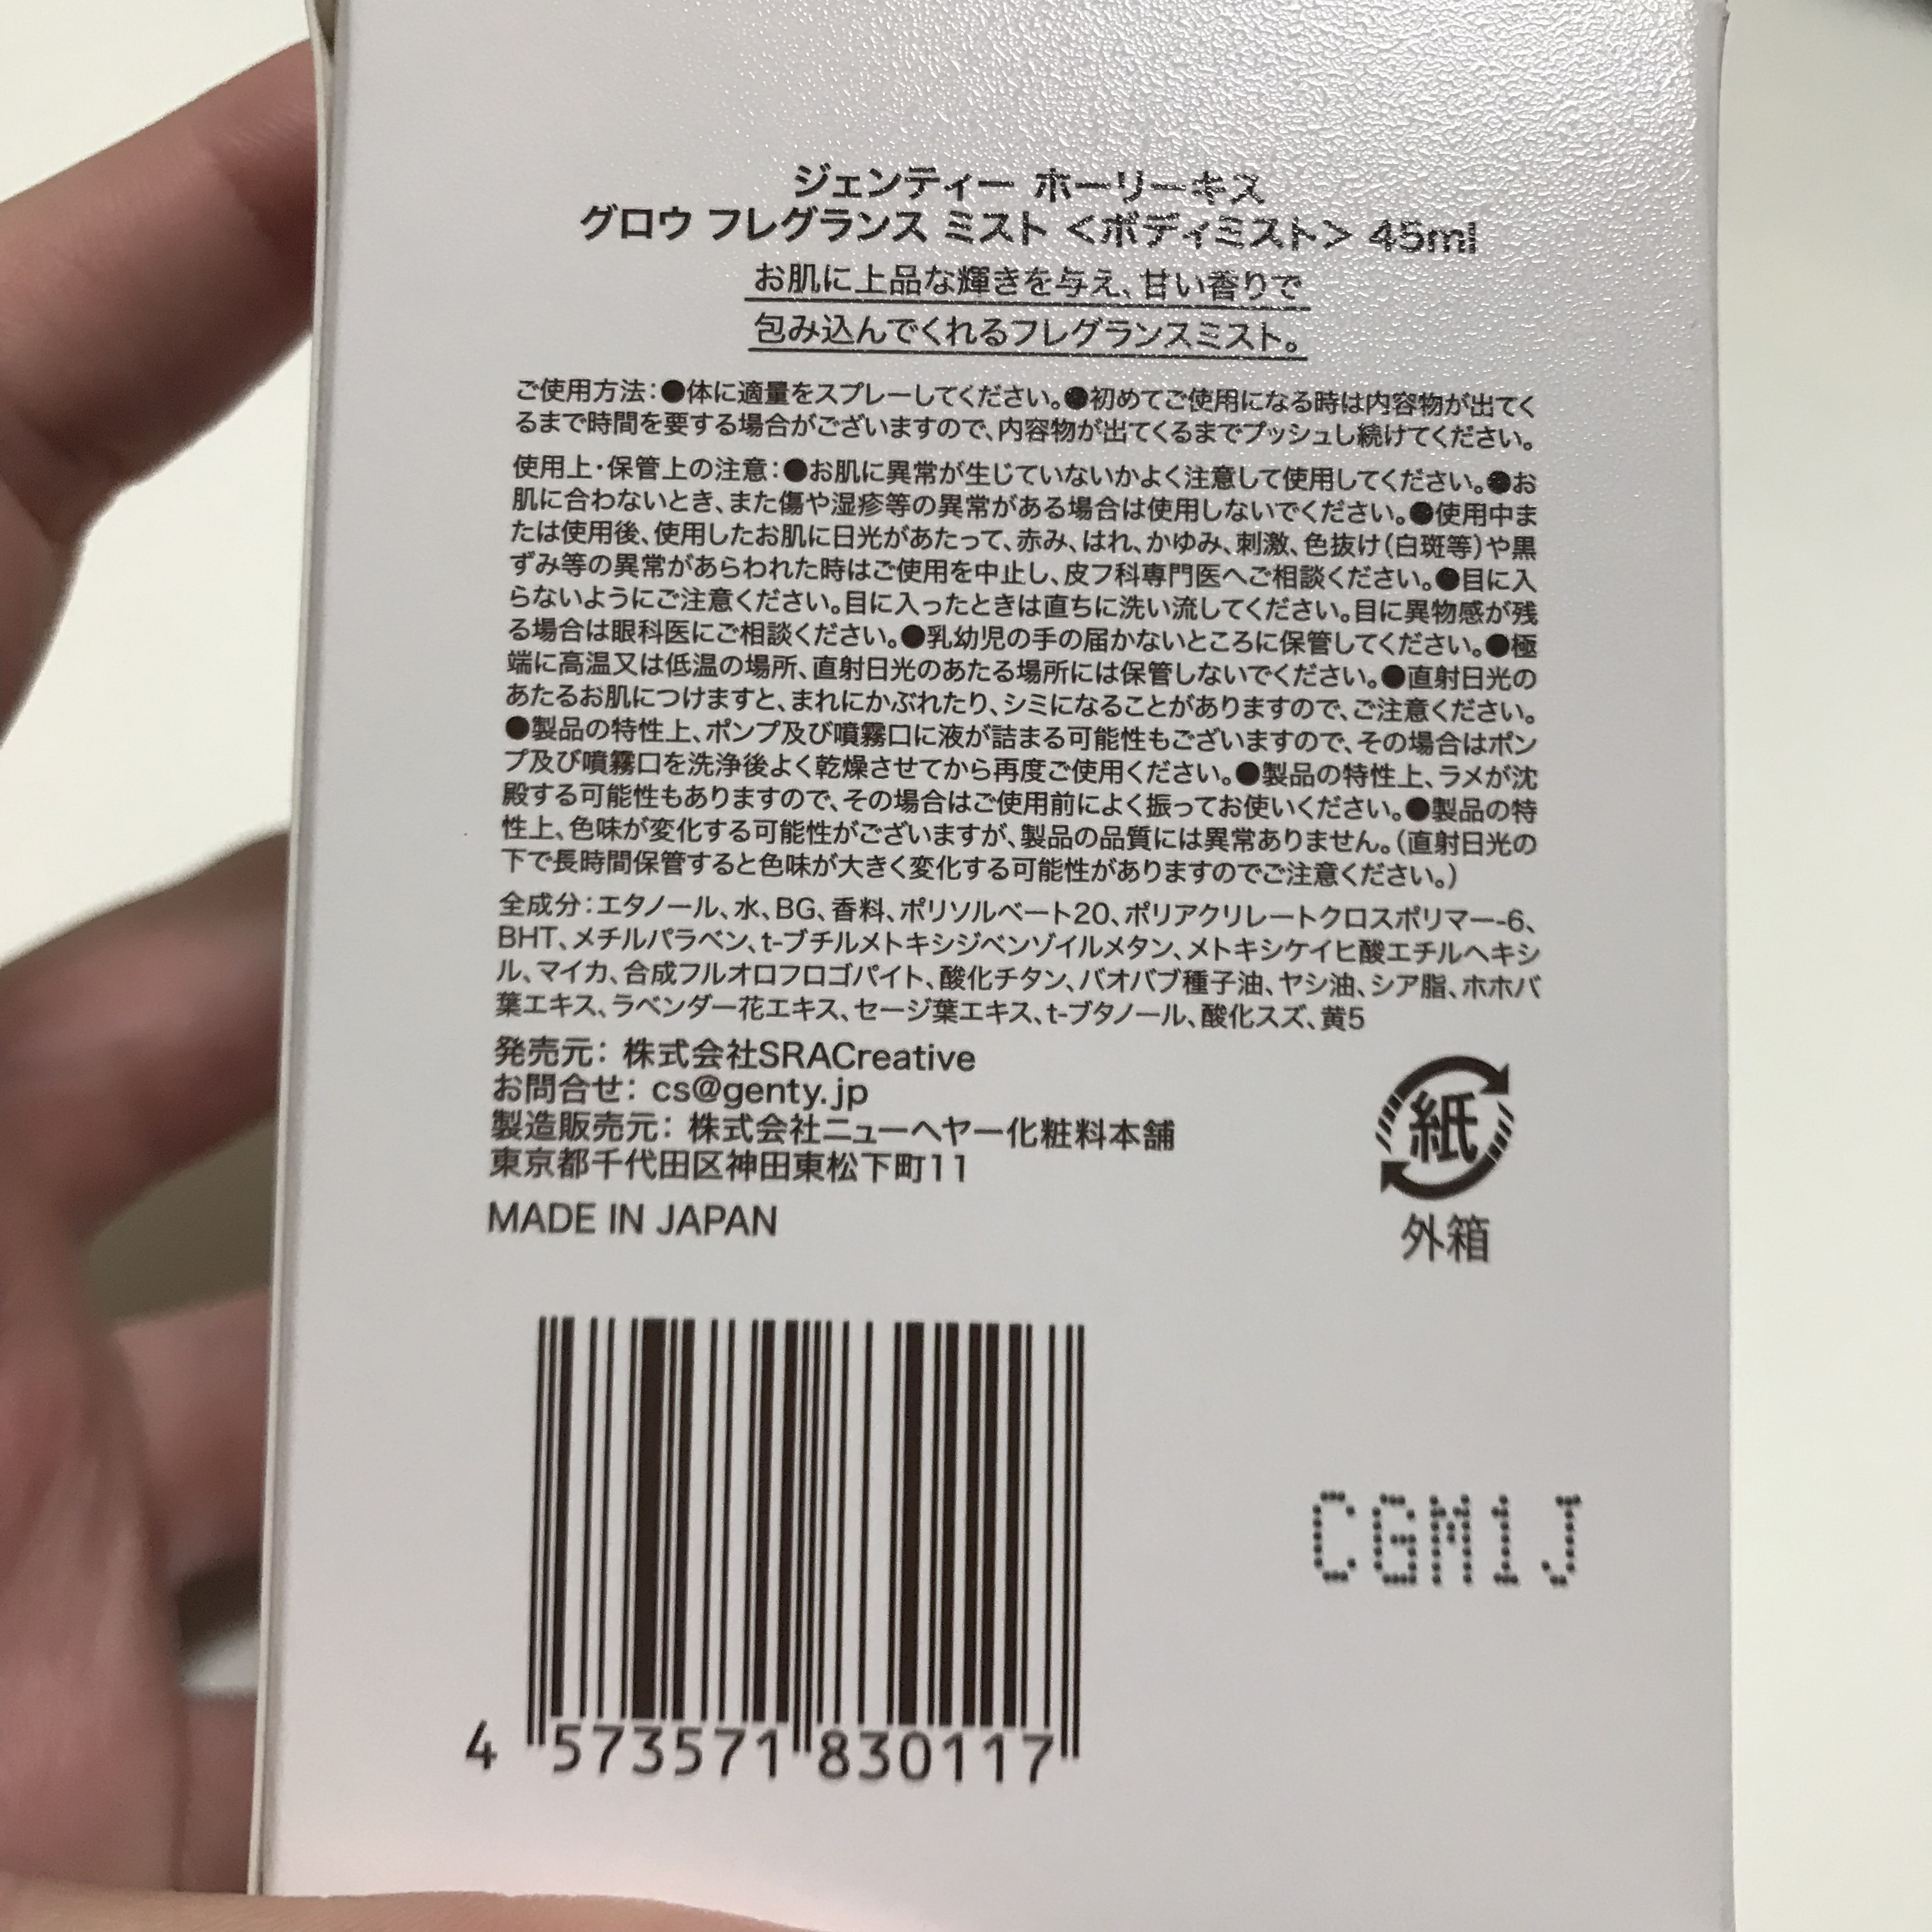 ジェンティー ホーリーキス
グロウ フレグランス ミスト <ボディミスト> 45ml
お肌に上品な輝きを与え、甘い香りで
包み込んでくれるフレグランスミスト。
ご使用方法:●体に適量をスプレーしてください。●初めてご使用になる時は内容物が出てく
るまで時間を要する場合がございますので、内容物が出てくるまでプッシュし続けてください。
使用上・保管上の注意:●お肌に異常が生じていないかよく注意して使用してください。●お
肌に合わないとき、また傷や湿疹等の異常がある場合は使用しないでください。●使用中ま
たは使用後、使用したお肌に日光があたって、赤み、はれ、かゆみ、刺激、色抜け(白斑等)や黒
ずみ等の異常があらわれた時はご使用を中止し、皮フ科専門医へご相談ください。●目に入
らないようにご注意ください。目に入ったときは直ちに洗い流してください。目に異物感が残
る場合は眼科医にご相談ください。●乳幼児の手の届かないところに保管してください。●極
端に高温又は低温の場所、直射日光のあたる場所には保管しないでください。●直射日光の
あたるお肌につけますと、まれにかぶれたり、シミになることがありますので、ご注意ください。
●製品の特性上、ポンプ及び噴霧口に液が詰まる可能性もございますので、その場合はポン
プ及び噴霧口を洗浄後よく乾燥させてから再度ご使用ください。●製品の特性上、ラメが沈
殿する可能性もありますので、その場合はご使用前によく振ってお使いください。●製品の特
性上、色味が変化する可能性がございますが、製品の品質には異常ありません。(直射日光の
下で長時間保管すると色味が大きく変化する可能性がありますのでご注意ください。)
全成分:エタノール、水、BG、香料、ポリソルベート20、ポリアクリレートクロスポリマー-6、
BHT、メチルパラベン、t-ブチルメトキシジベンゾイルメタン、メトキシケイヒ酸エチルヘキシ
ル、マイカ、合成フルオロフロゴパイト、酸化チタン、バオバブ種子油、ヤシ油、シア脂、ホホバ
葉エキス、ラベンダー花エキス、セージ葉エキス、t-ブタノール、酸化スズ、黄5
発売元: 株式会社SRACreative
お問合せ: cs@genty.jp
製造販売元: 株式会社ニューヘヤー化粧料本舗
東京都千代田区神田東松下町11
MADE IN JAPAN
紙
外箱
CGM1J
4 573571 830117